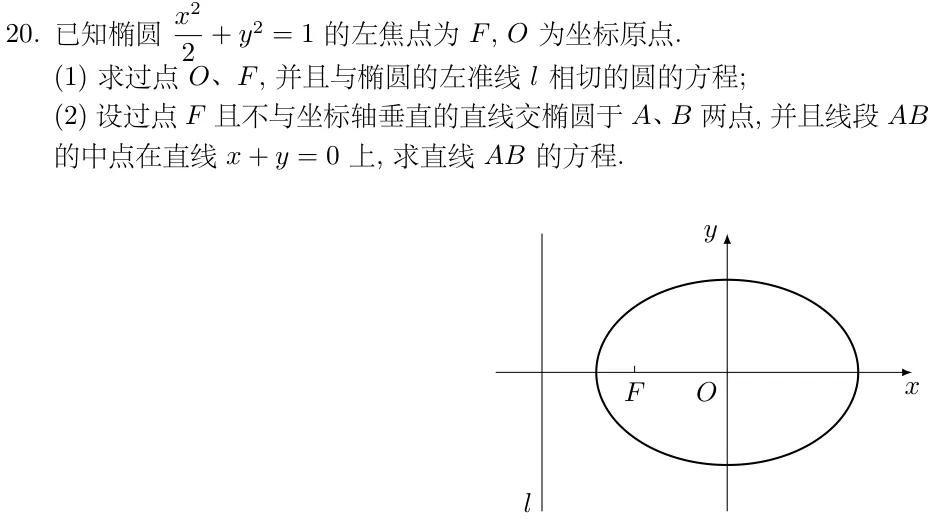 20. 已知椭圆 $\frac{x^2}{2} + y^2 = 1$ 的左焦点为 F, O 为坐标原点.
(1) 求过点 O、F, 并且与椭圆的左准线 l 相切的圆的方程;
(2) 设过点 F 且不与坐标轴垂直的直线交椭圆于 A、B 两点, 并且线段 AB
的中点在直线 x + y = 0 上, 求直线 AB 的方程.
y
F O x
l